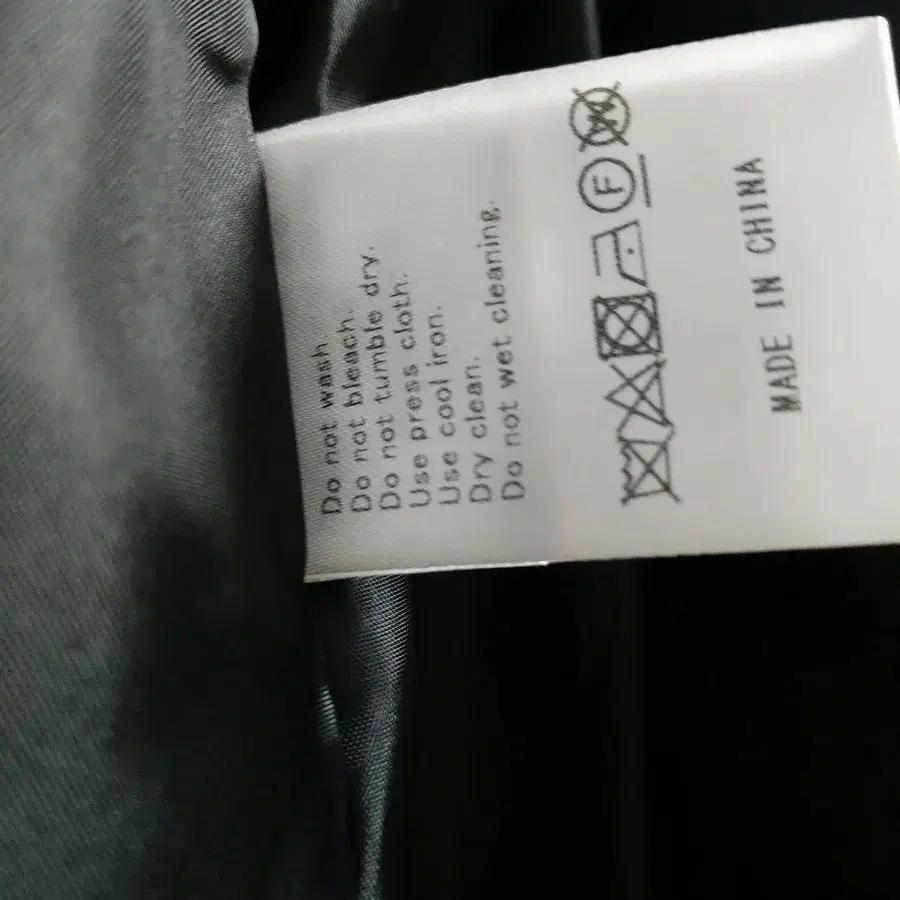 Do not wash
Do not bleach.
Do not tumble dry.
Use press cloth.
Use cool iron.
Dry clean.
Do not wet cleaning.
F
W
MADE IN CHINA